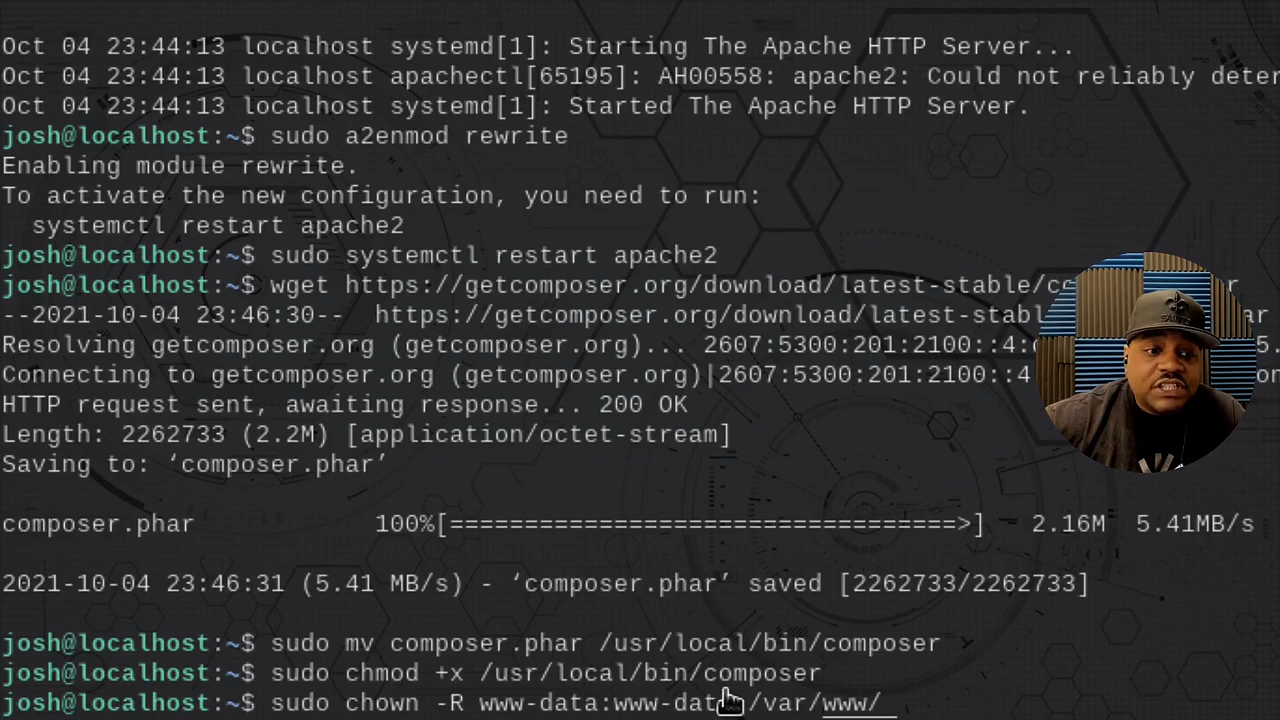 Oct 04 23:44:13 localhost systemd[1]: Starting The Apache HTTP Server...
Oct 04 23:44:13 localhost apachectl[65195]: AH00558: apache2: Could not reliably deter
Oct 04 23:44:13 localhost systemd[1]: Started The Apache HTTP Server.
josh@localhost:~$ sudo a2enmod rewrite
Enabling module rewrite.
To activate the new configuration, you need to run:
systemctl restart apache2
josh@localhost:~$ sudo systemctl restart apache2
josh@localhost:~$ wget https://getcomposer.org/download/latest-stable/co r
--2021-10-04 23:46:30-- https://getcomposer.org/download/latest-stabl ar
Resolving getcomposer.org (getcomposer.org)... 2607:5300:201:2100::4: 5.
Connecting to getcomposer.org (getcomposer.org)|2607:5300:201:2100::4 on
HTTP request sent, awaiting response... 200 OK
Length: 2262733 (2.2M) [application/octet-stream]
Saving to: ‘composer.phar’
composer.phar 100%[==================================>] 2.16M 5.41MB/s
2021-10-04 23:46:31 (5.41 MB/s) - ‘composer.phar’ saved [2262733/2262733]
josh@localhost:~$ sudo mv composer.phar /usr/local/bin/composer
josh@localhost:~$ sudo chmod +x /usr/local/bin/composer
josh@localhost:~$ sudo chown -R www-data:www-dat /var/www/